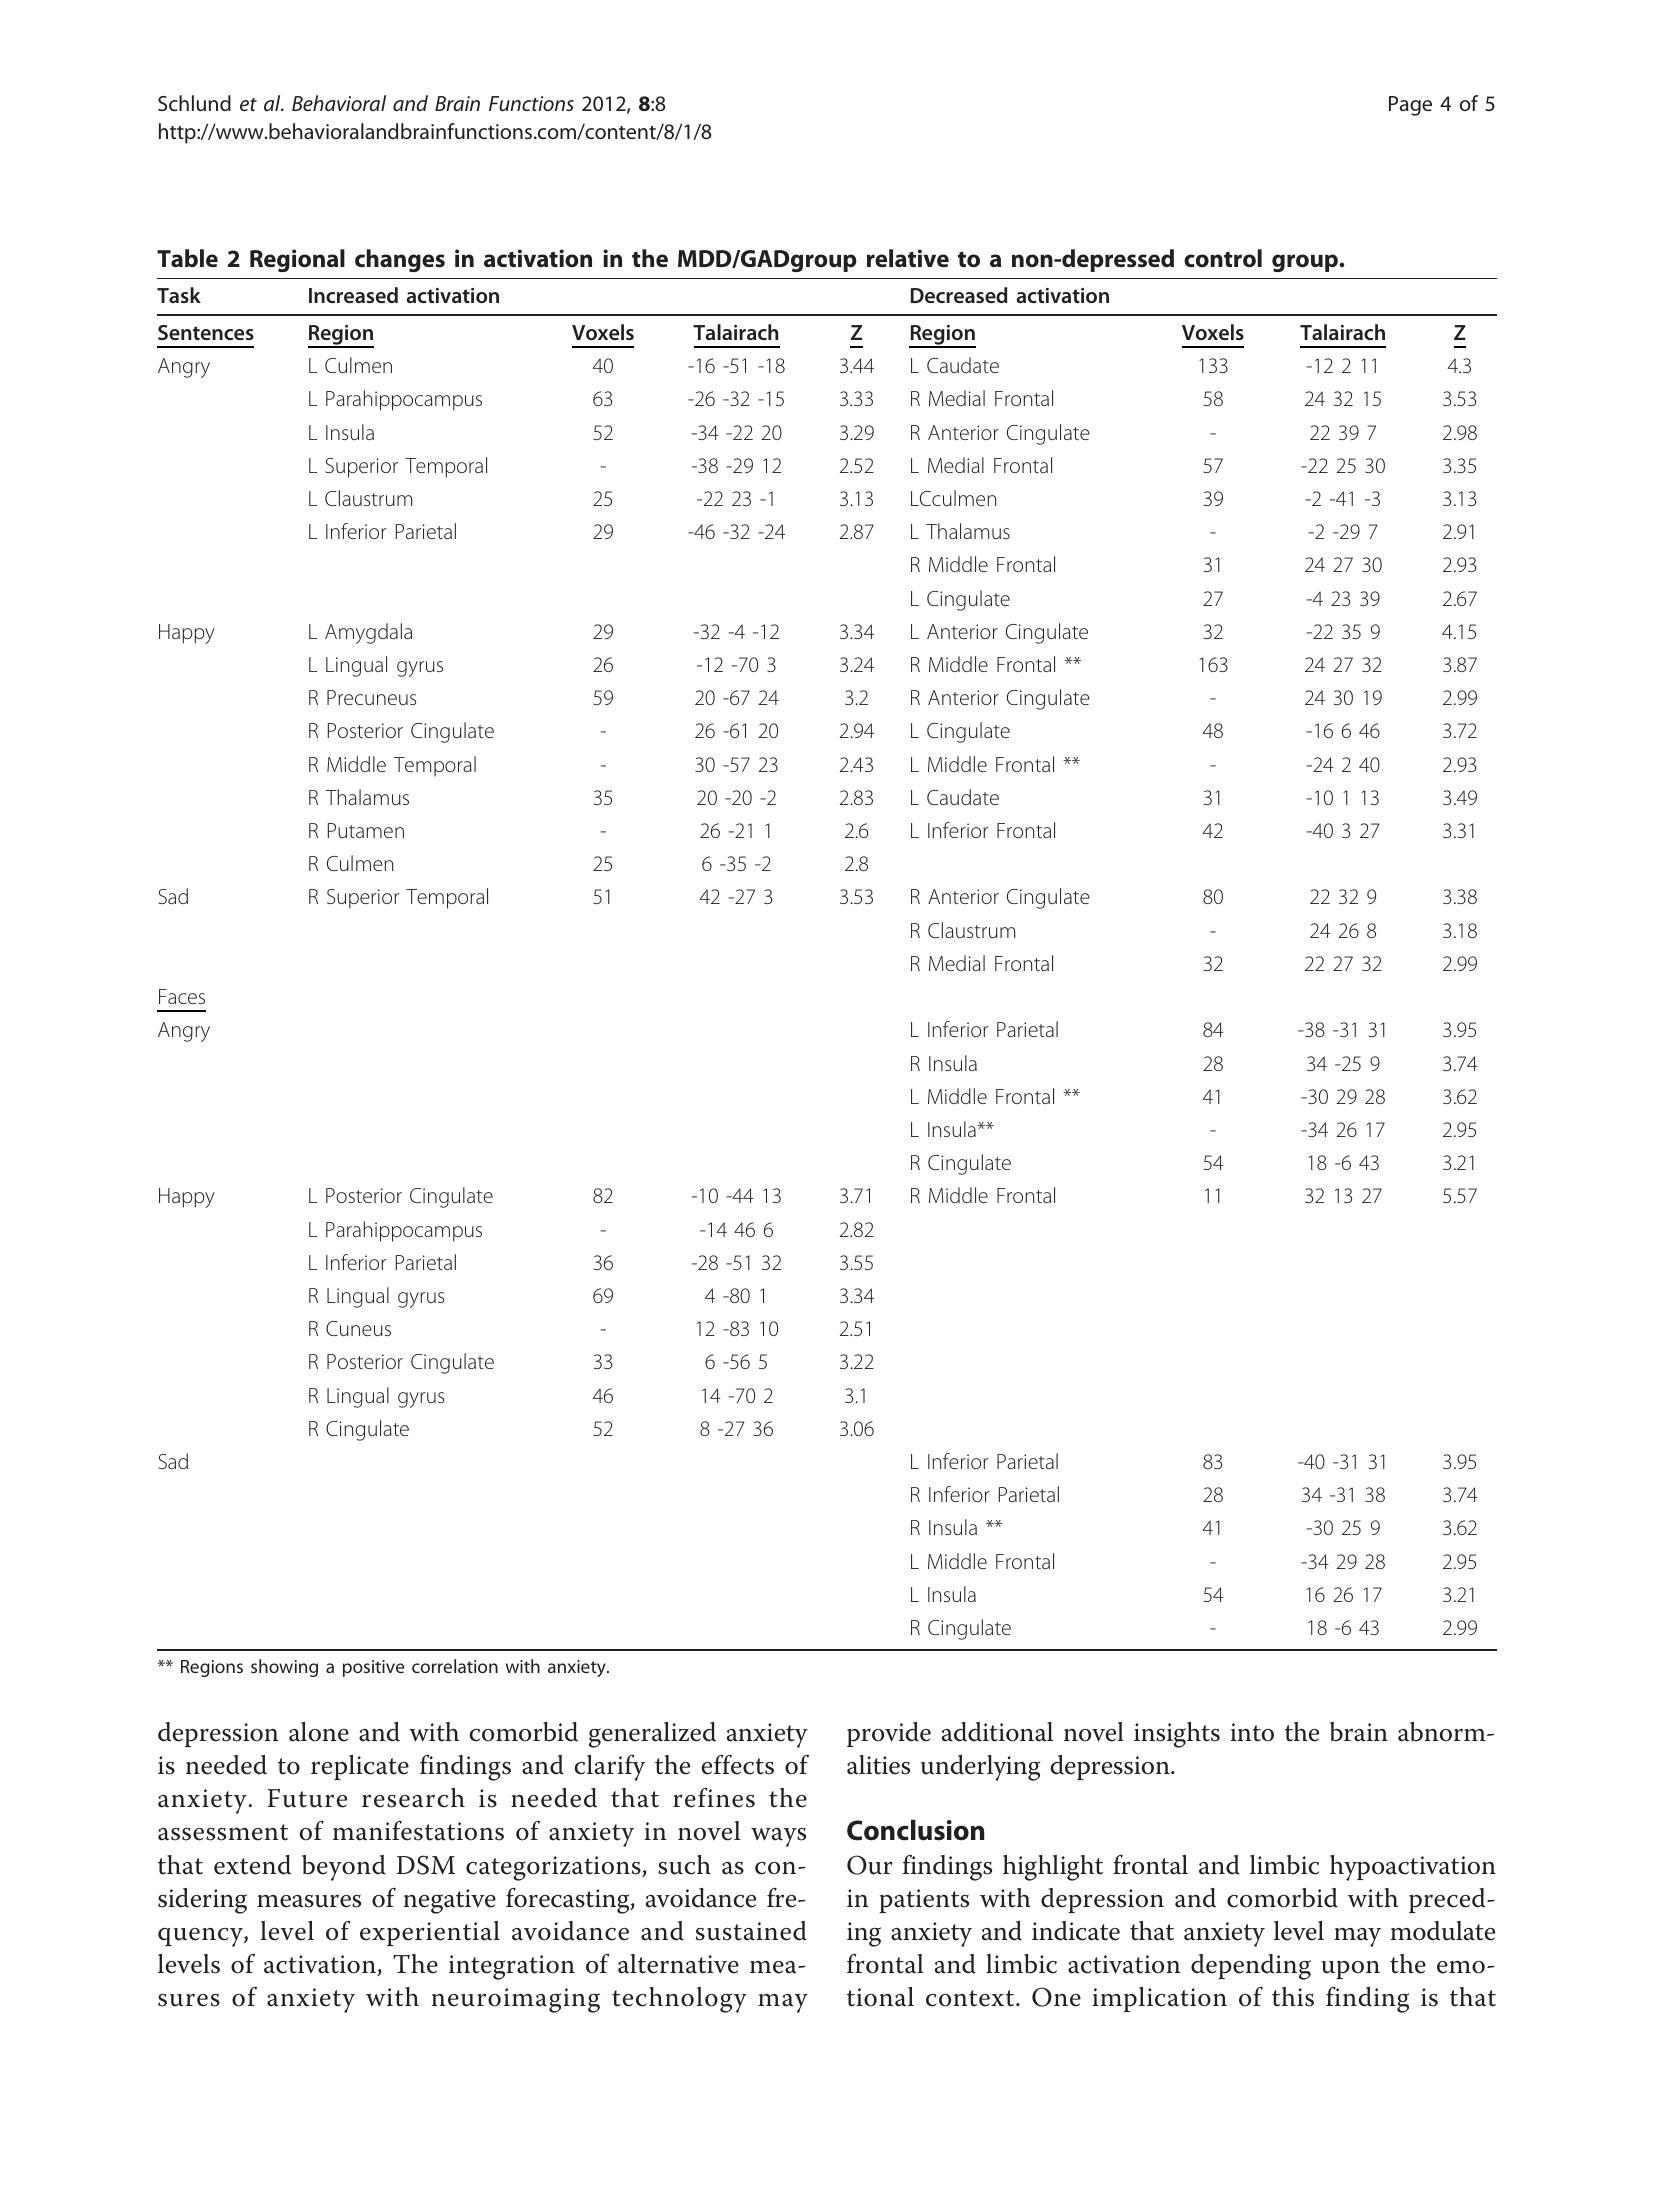 Schlund et al. Behavioral and Brain Functions 2012, 8:8 Page 4 of 5
http://www.behavioralandbrainfunctions.com/content/8/1/8
Table 2 Regional changes in activation in the MDD/GADgroup relative to a non-depressed control group.
Task Increased activation Decreased activation
Sentences Region Voxels Talairach Z Region Voxels Talairach Z
Angry L Culmen 40 -16 -51 -18 3.44 L Caudate 133 -12 2 11 4.3
L Parahippocampus 63 -26 -32 -15 3.33 R Medial Frontal 58 24 32 15 3.53
L Insula 52 -34 -22 20 3.29 R Anterior Cingulate - 22 39 7 2.98
L Superior Temporal - -38 -29 12 2.52 L Medial Frontal 57 -22 25 30 3.35
L Claustrum 25 -22 23 -1 3.13 LCculmen 39 -2 -41 -3 3.13
L Inferior Parietal 29 -46 -32 -24 2.87 L Thalamus - -2 -29 7 2.91
R Middle Frontal 31 24 27 30 2.93
L Cingulate 27 -4 23 39 2.67
Happy L Amygdala 29 -32 -4 -12 3.34 L Anterior Cingulate 32 -22 35 9 4.15
L Lingual gyrus 26 -12 -70 3 3.24 R Middle Frontal ** 163 24 27 32 3.87
R Precuneus 59 20 -67 24 3.2 R Anterior Cingulate - 24 30 19 2.99
R Posterior Cingulate - 26 -61 20 2.94 L Cingulate 48 -16 6 46 3.72
R Middle Temporal - 30 -57 23 2.43 L Middle Frontal ** - -24 2 40 2.93
R Thalamus 35 20 -20 -2 2.83 L Caudate 31 -10 1 13 3.49
R Putamen - 26 -21 1 2.6 L Inferior Frontal 42 -40 3 27 3.31
R Culmen 25 6 -35 -2 2.8
Sad R Superior Temporal 51 42 -27 3 3.53 R Anterior Cingulate 80 22 32 9 3.38
R Claustrum - 24 26 8 3.18
R Medial Frontal 32 22 27 32 2.99
Faces
Angry L Inferior Parietal 84 -38 -31 31 3.95
R Insula 28 34 -25 9 3.74
L Middle Frontal ** 41 -30 29 28 3.62
L Insula** - -34 26 17 2.95
R Cingulate 54 18 -6 43 3.21
Happy L Posterior Cingulate 82 -10 -44 13 3.71 R Middle Frontal 11 32 13 27 5.57
L Parahippocampus - -14 46 6 2.82
L Inferior Parietal 36 -28 -51 32 3.55
R Lingual gyrus 69 4 -80 1 3.34
R Cuneus - 12 -83 10 2.51
R Posterior Cingulate 33 6 -56 5 3.22
R Lingual gyrus 46 14 -70 2 3.1
R Cingulate 52 8 -27 36 3.06
Sad L Inferior Parietal 83 -40 -31 31 3.95
R Inferior Parietal 28 34 -31 38 3.74
R Insula ** 41 -30 25 9 3.62
L Middle Frontal - -34 29 28 2.95
L Insula 54 16 26 17 3.21
R Cingulate - 18 -6 43 2.99
** Regions showing a positive correlation with anxiety.
depression alone and with comorbid generalized anxiety
is needed to replicate findings and clarify the effects of
anxiety. Future research is needed that refines the
assessment of manifestations of anxiety in novel ways
that extend beyond DSM categorizations, such as con-
sidering measures of negative forecasting, avoidance fre-
quency, level of experiential avoidance and sustained
levels of activation, The integration of alternative mea-
sures of anxiety with neuroimaging technology may
provide additional novel insights into the brain abnorm-
alities underlying depression.
Conclusion
Our findings highlight frontal and limbic hypoactivation
in patients with depression and comorbid with preced-
ing anxiety and indicate that anxiety level may modulate
frontal and limbic activation depending upon the emo-
tional context. One implication of this finding is that